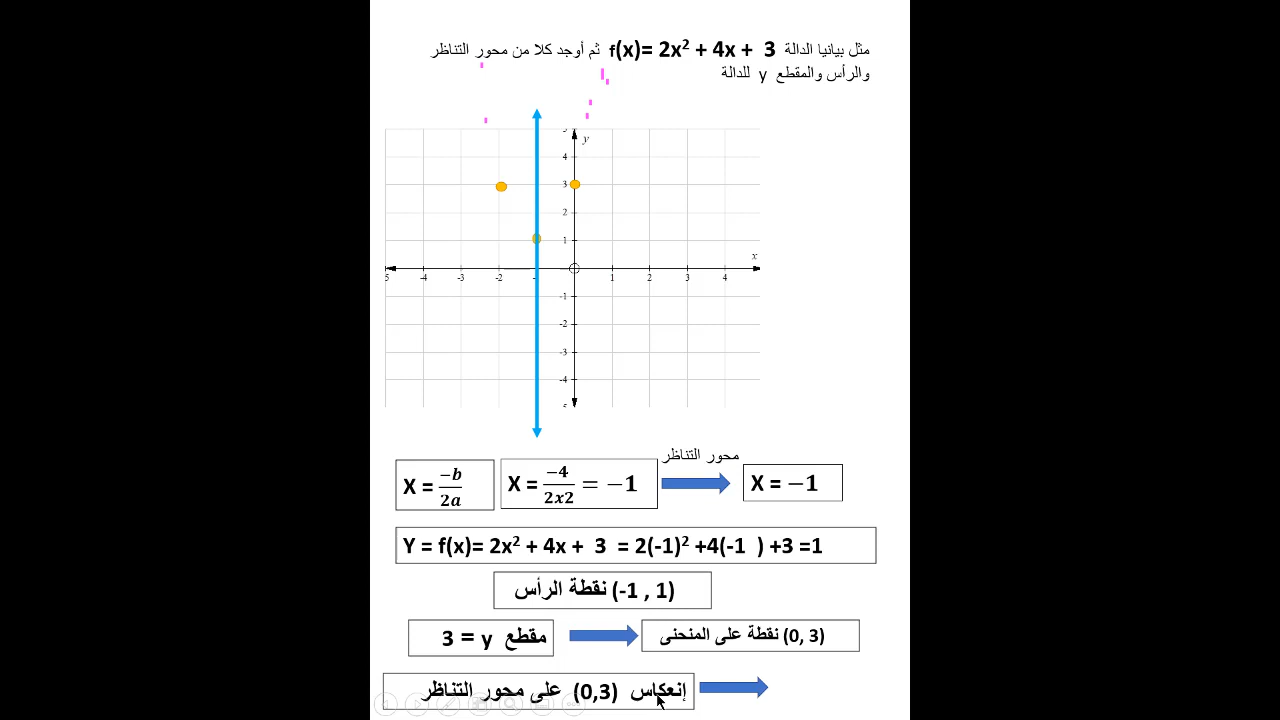 مثل بيانيا الدالة f(x)= 2x² + 4x + 3 ثم أوجد كلا من محور التناظر
والرأس والمقطع y للدالة
5
y
4
3
2
1
x
5 -4 -3 -2 - 1 2 3 4
-1
-2
-3
-4
5
محور التناظر
X = −b/2a
X = −4/2x2 = −1
X = −1
Y = f(x)= 2x² + 4x + 3 = 2(-1)² +4(-1 ) +3 =1
(-1 , 1) نقطة الرأس
مقطع y = 3
(0, 3) نقطة على المنحنى
إنعكاس (0,3) على محور التناظر